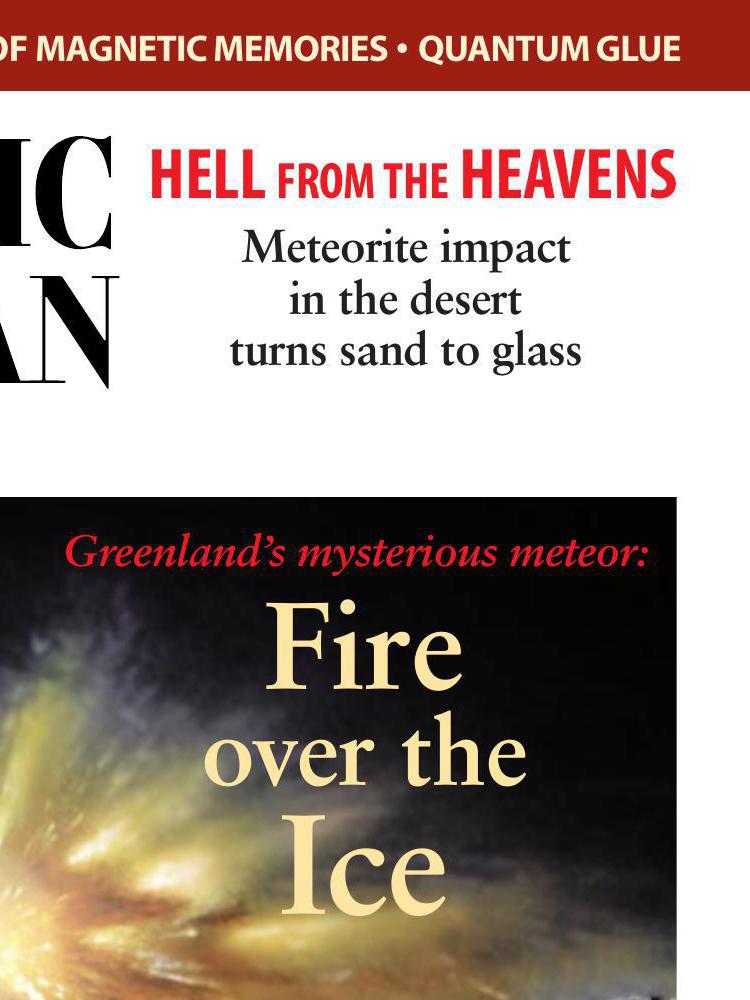 OF MAGNETIC MEMORIES • QUANTUM GLUE
IC
AN
HELL FROM THE HEAVENS
Meteorite impact
in the desert
turns sand to glass
Greenland's mysterious meteor:
Fire
over the
Ice